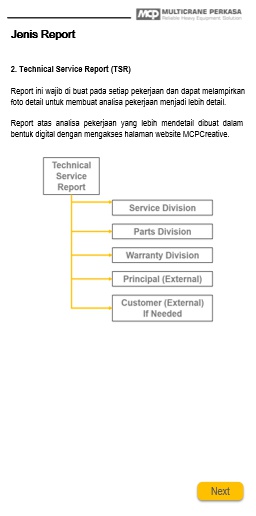 MCP MULTICRANE PERKASA
Reliable Heavy Equipment Solution
Jenis Report
2. Technical Service Report (TSR)
Report ini wajib di buat pada setiap pekerjaan dan dapat melampirkan
foto detail untuk membuat analisa pekerjaan menjadi lebih detail.
Report atas analisa pekerjaan yang lebih mendetail dibuat dalam
bentuk digital dengan mengakses halaman website MCPCreative.
Technical
Service
Report
Service Division
Parts Division
Warranty Division
Principal (External)
Customer (External)
If Needed
Next